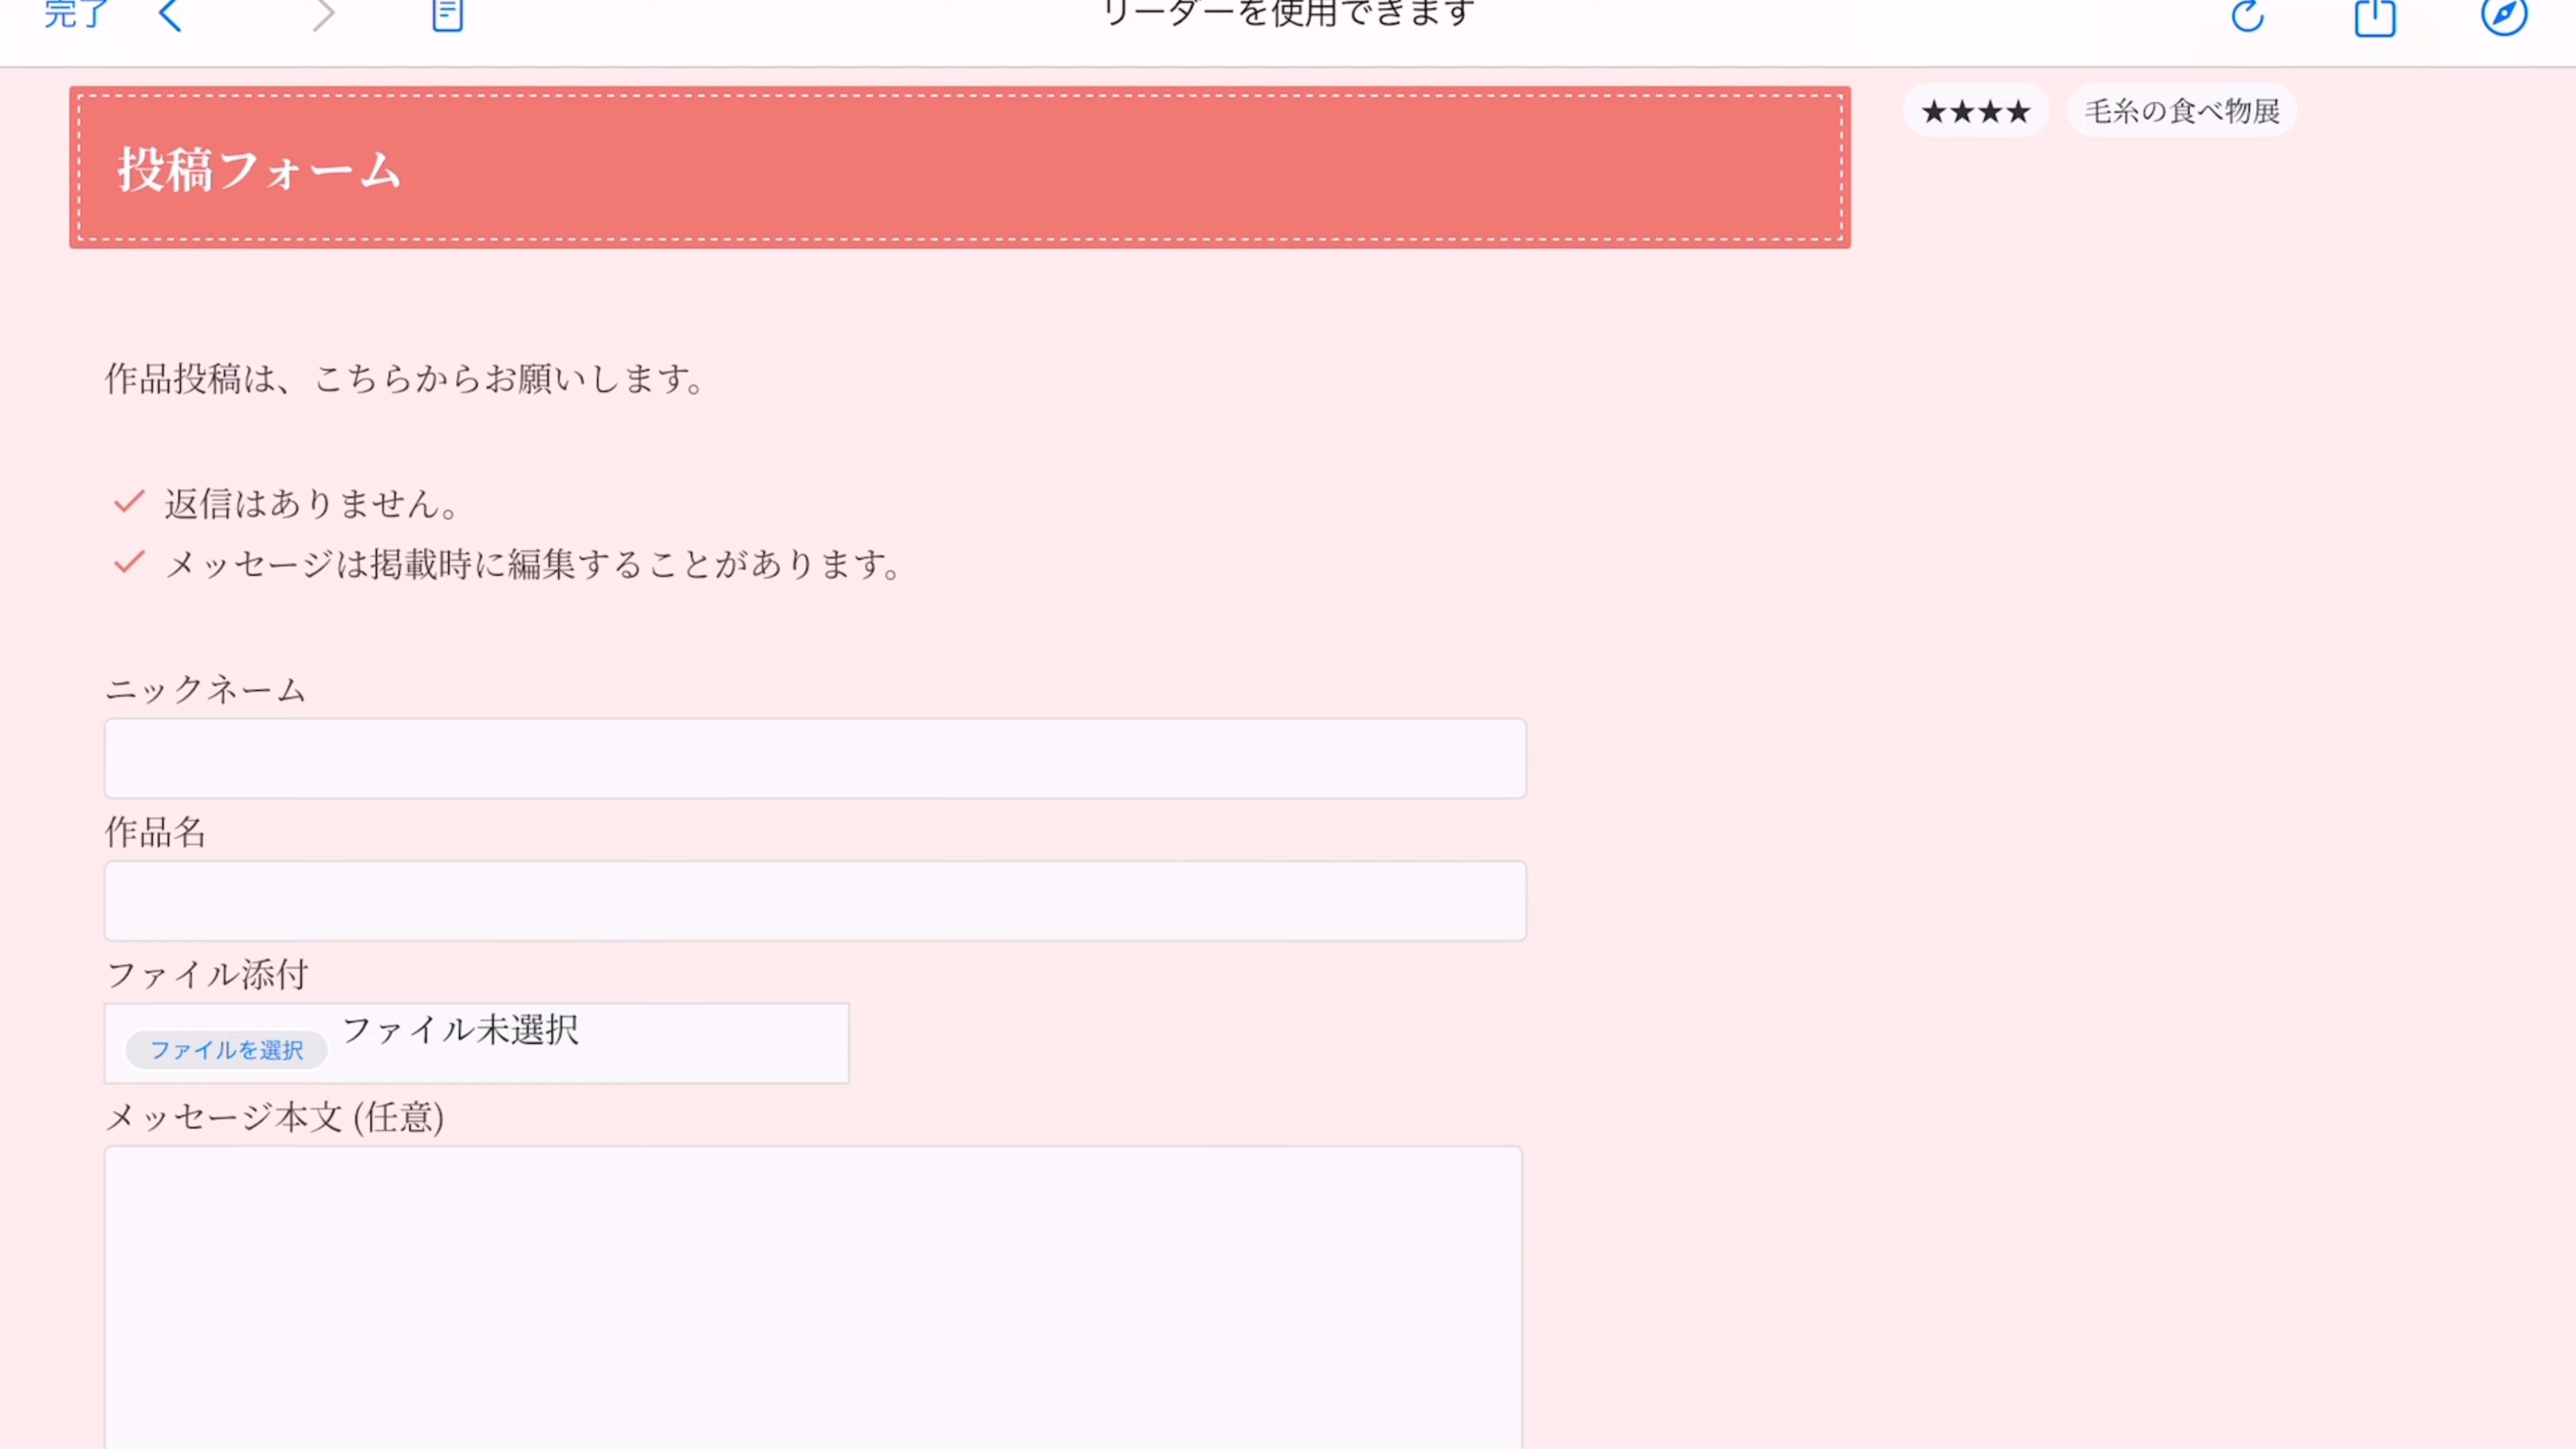 完了
リーダーを使用できます
投稿フォーム
★★★★
毛糸の食べ物展
作品投稿は、こちらからお願いします。
返信はありません。
メッセージは掲載時に編集することがあります。
ニックネーム
作品名
ファイル添付
ファイルを選択 ファイル未選択
メッセージ本文 (任意)